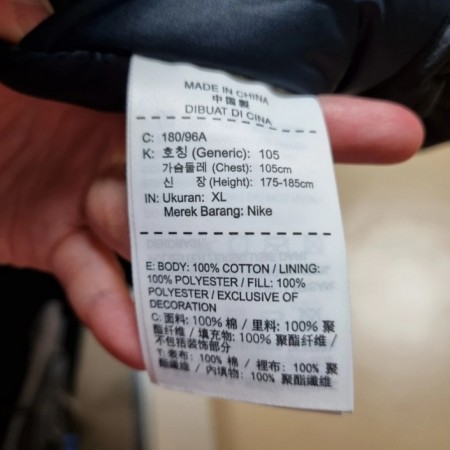 MADE IN CHINA
中國製
DIBUAT DI CINA
C: 180/96A
K: 호칭 (Generic): 105
가슴둘레 (Chest): 105cm
신 장 (Height): 175-185cm
IN: Ukuran: XL
Merek Barang: Nike
E: BODY: 100% COTTON / LINING:
100% POLYESTER / FILL: 100%
POLYESTER / EXCLUSIVE OF
DECORATION
C: 面料: 100% 棉 / 里料: 100% 聚
酯纤维 / 填充物: 100% 聚酯纤维 /
不包括装饰部分
T: 表布: 100% 棉 / 裡布: 100%
聚酯纖維 / 內填物: 100% 聚酯纖維